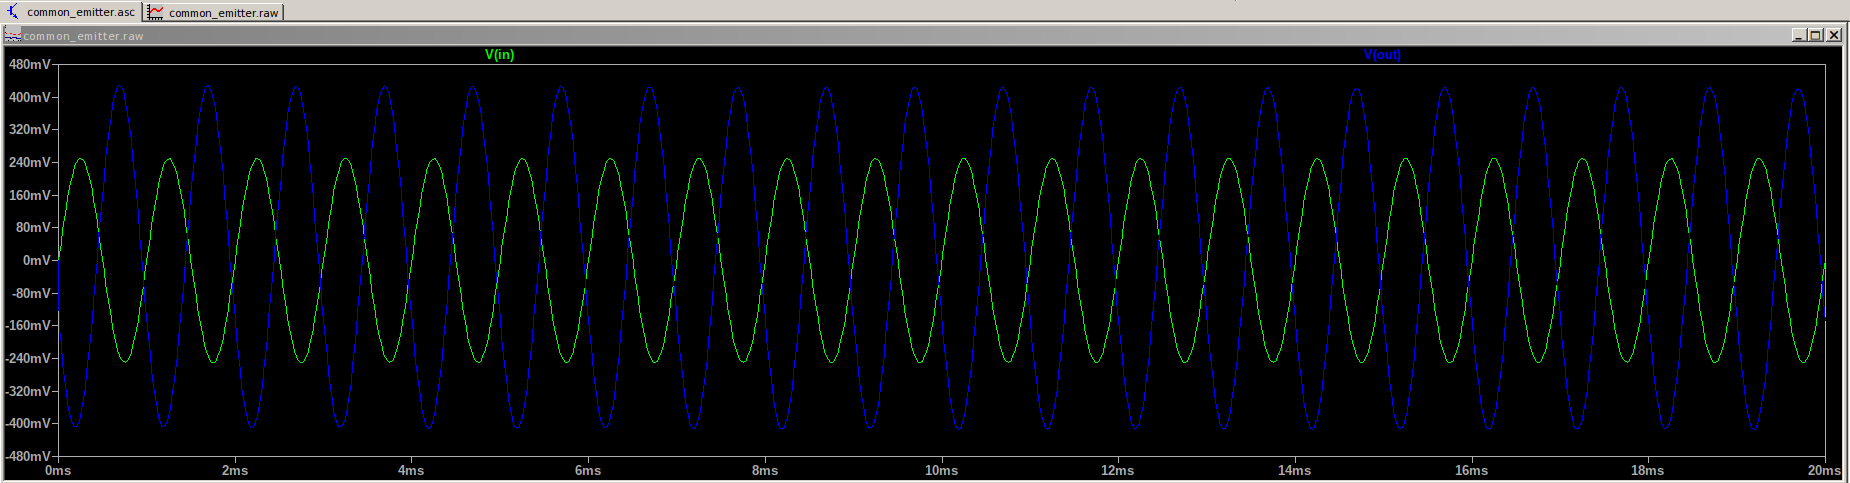 common_emitter.asc common_emitter.raw
common_emitter.raw
V(in) V(out)
480mV
400mV
320mV
240mV
160mV
80mV
0mV
-80mV
-160mV
-240mV
-320mV
-400mV
-480mV
0ms 2ms 4ms 6ms 8ms 10ms 12ms 14ms 16ms 18ms 20ms